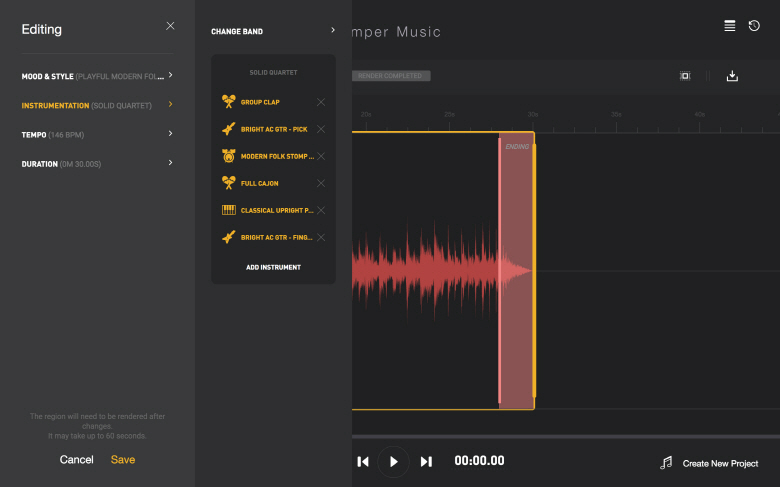 Editing
MOOD & STYLE (PLAYFUL MODERN FOL...
INSTRUMENTATION (SOLID QUARTET)
TEMPO (146 BPM)
DURATION (0M 30.00S)
The region will need to be rendered after
changes.
It may take up to 60 seconds.
Cancel
Save
CHANGE BAND
SOLID QUARTET
GROUP CLAP
BRIGHT AC GTR - PICK
MODERN FOLK STOMP ...
FULL CAJON
CLASSICAL UPRIGHT P...
BRIGHT AC GTR - FING...
ADD INSTRUMENT
mper Music
RENDER COMPLETED
20s
25s
30s
35s
40s
ENDING
00:00.00
Create New Project